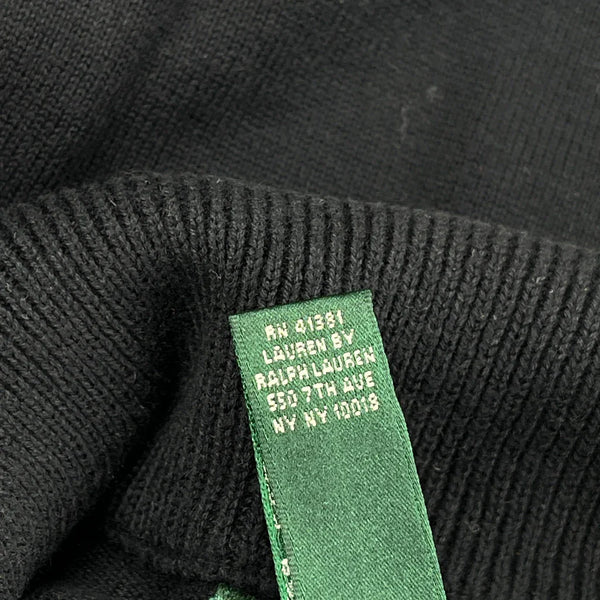 RN 41381
LAUREN BY
RALPH LAUREN
550 7TH AVE
NY NY 10018